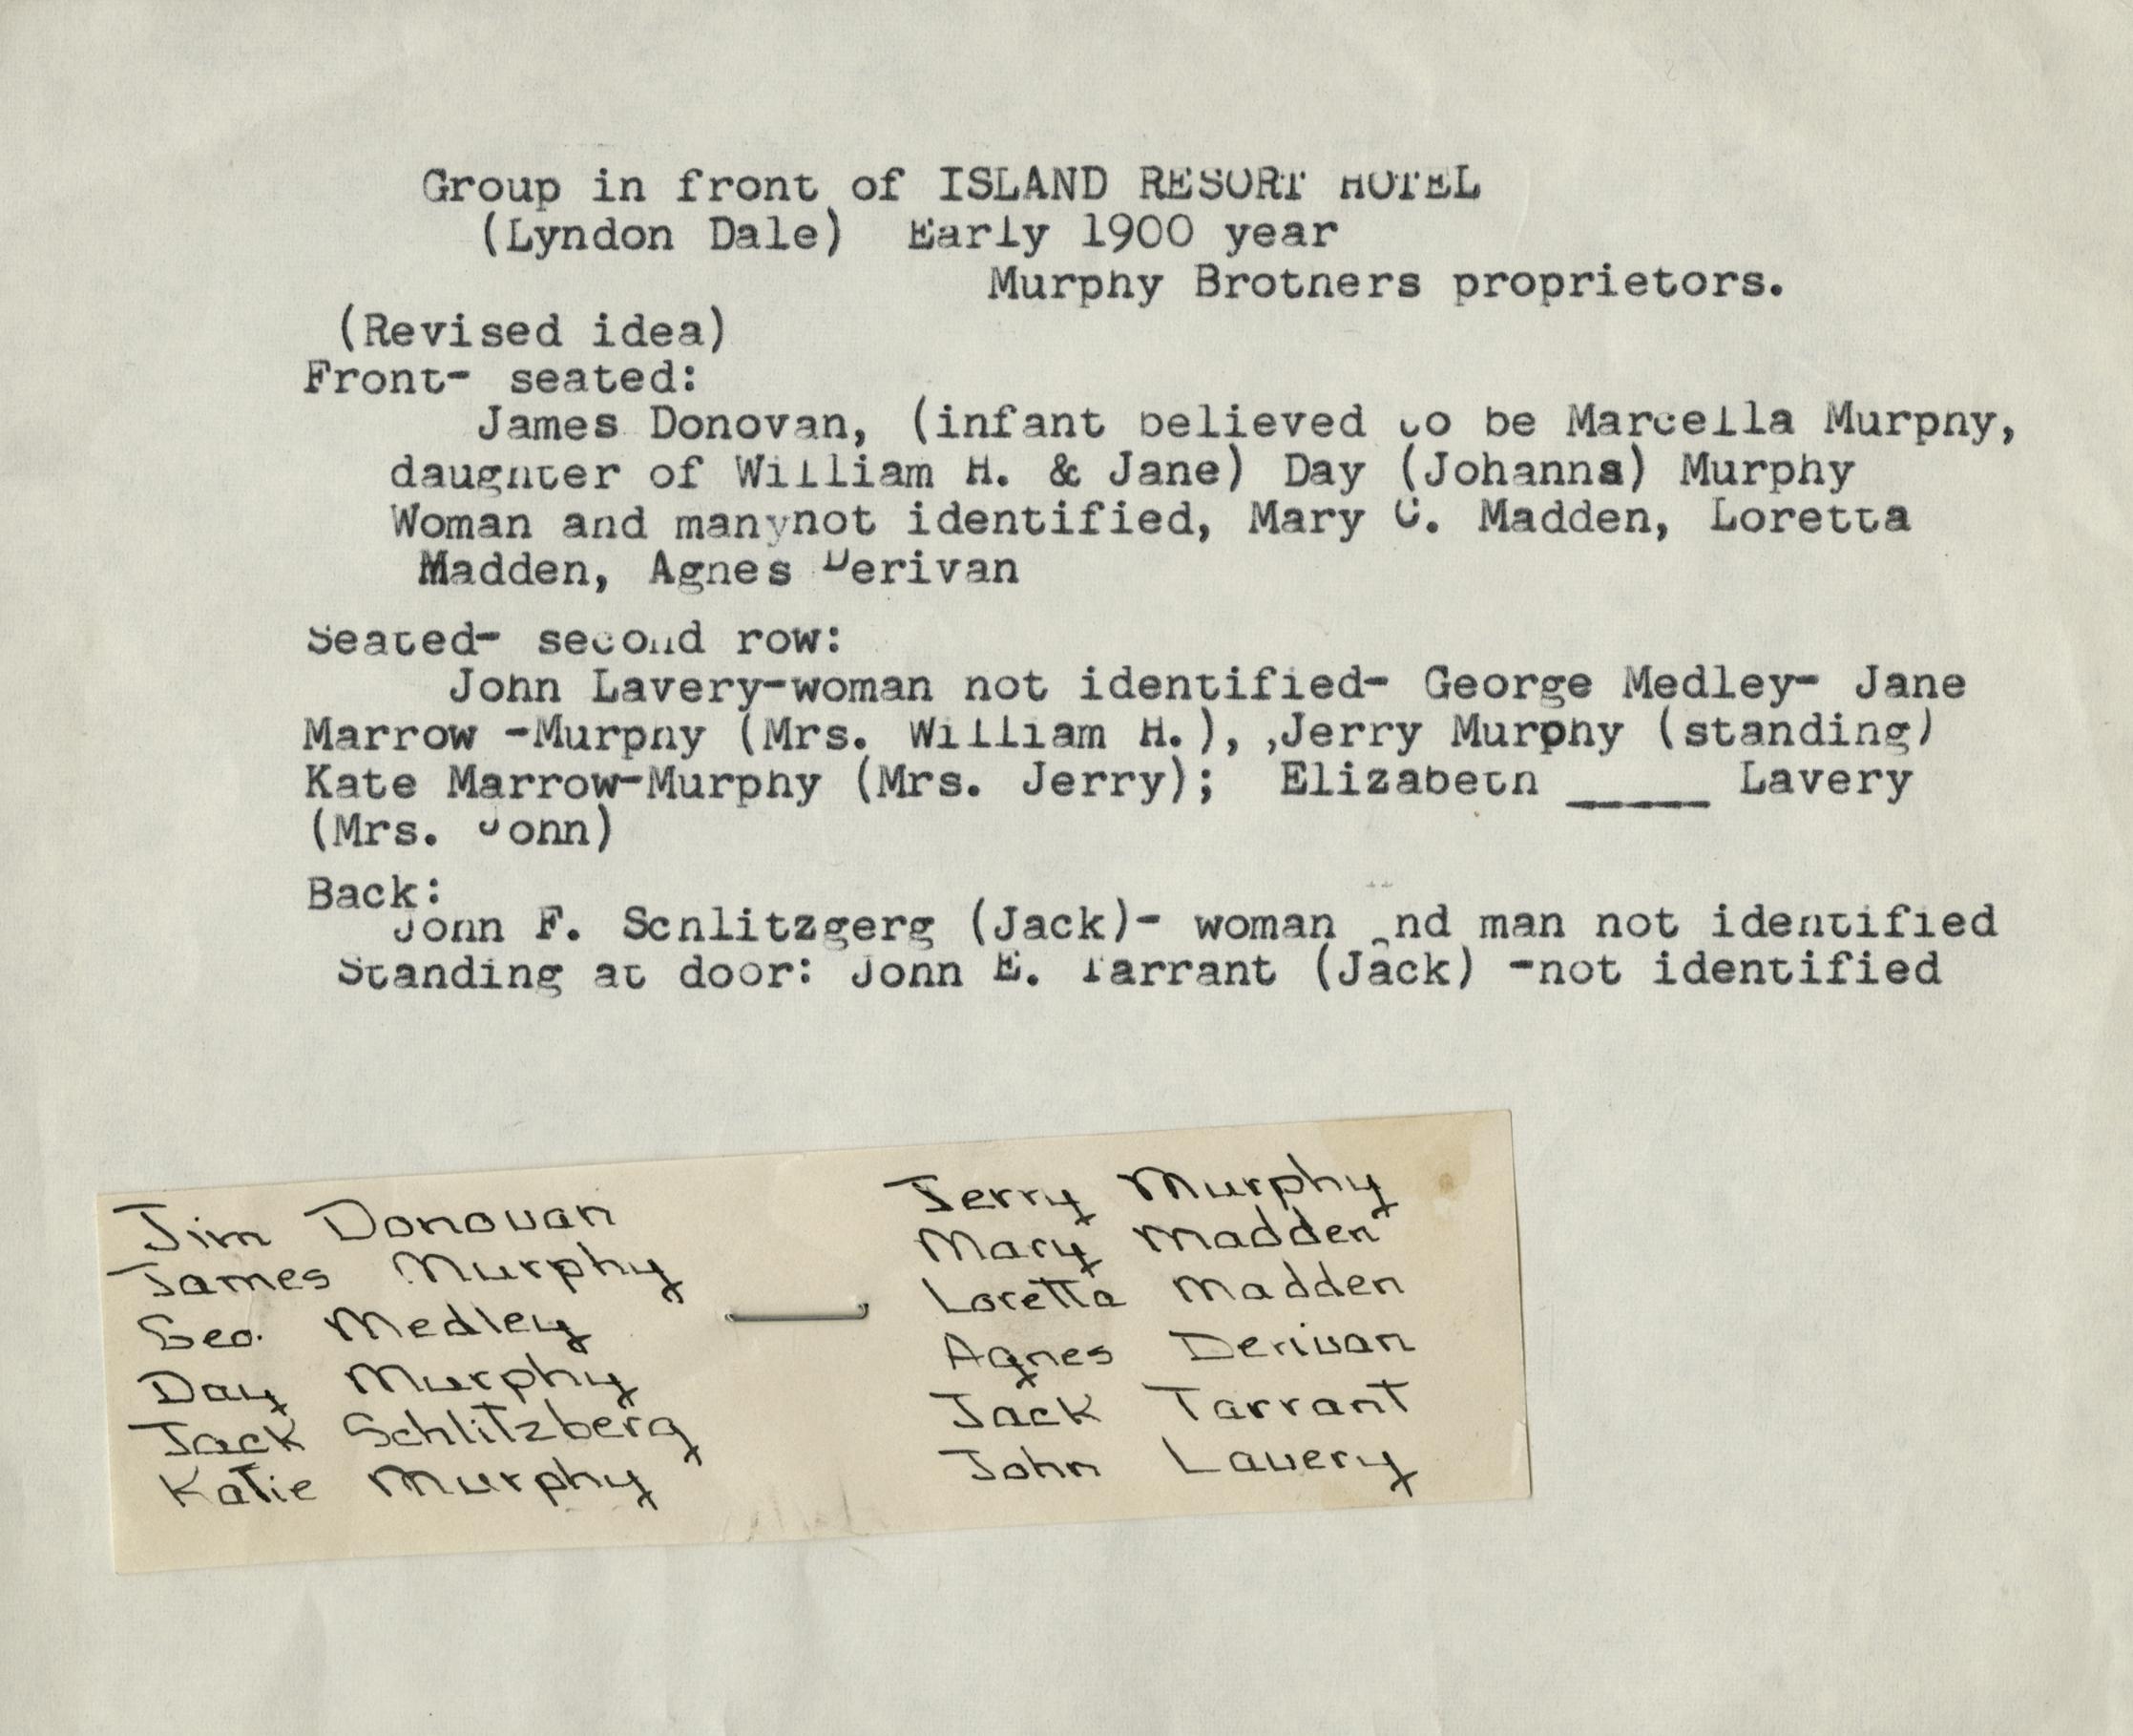 Group in front of ISLAND RESORT HOTEL
(Lyndon Dale) Early 1900 year
Murphy Brothers proprietors.
(Revised idea)
Front- seated:
James Donovan, (infant believed to be Marcella Murphy,
daughter of William H. & Jane) Day (Johanna) Murphy
Woman and manynot identified, Mary C. Madden, Loretta
Madden, Agnes Derivan
Seated- second row:
John Lavery-woman not identified- George Medley- Jane
Marrow -Murphy (Mrs. William H.), ,Jerry Murphy (standing)
Kate Marrow-Murphy (Mrs. Jerry); Elizabeth _____ Lavery
(Mrs. John)
Back:
John F. Schlitzgerg (Jack)- woman and man not identified
Standing at door: John E. Tarrant (Jack) -not identified
Jim Donovan
James Murphy
Geo. Medley
Day Murphy
Jack Schlitzberg
Katie Murphy
Jerry Murphy
Mary Madden
Loretta Madden
Agnes Derivan
Jack Tarrant
John Lavery